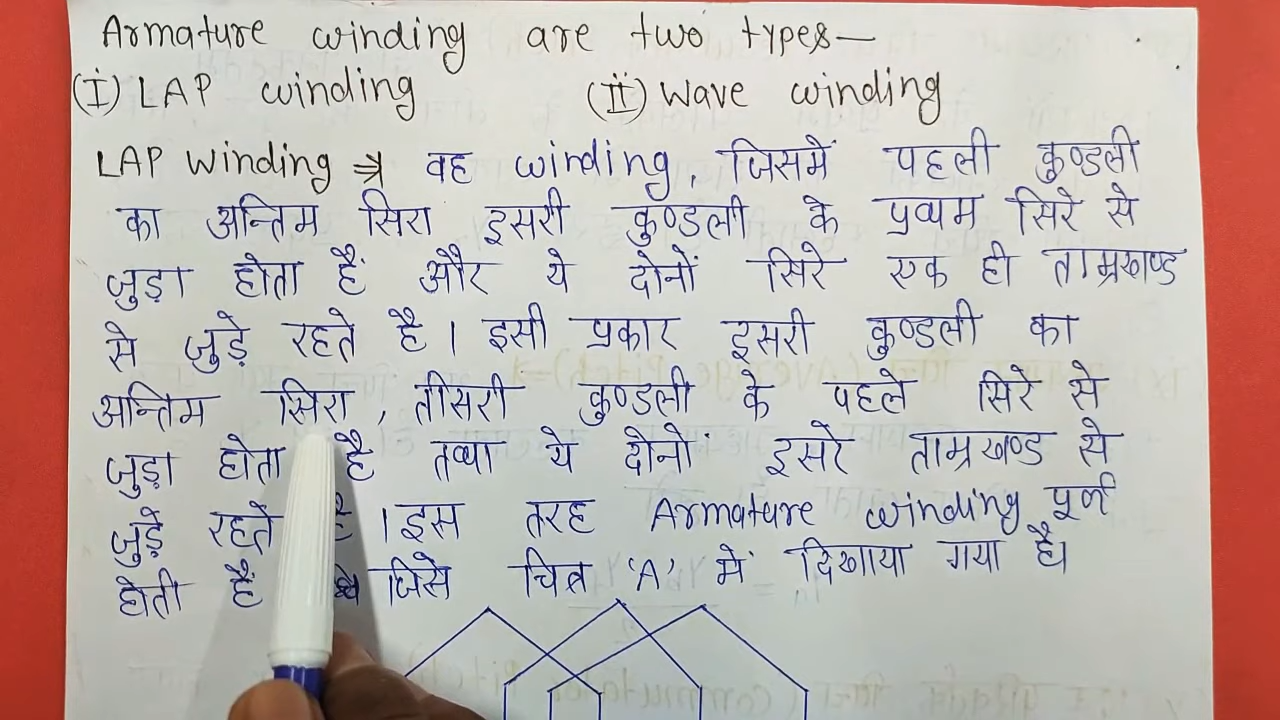 Armature winding are two types—
(i) LAP winding (ii) Wave winding
LAP Winding ⇒ वह winding, जिसमें पहली कुण्डली
का अन्तिम सिरा दूसरी कुण्डली के प्रथम सिरे से
जुड़ा होता हैं और ये दोनों सिरे एक ही ताम्रखण्ड
से जुड़े रहते है। इसी प्रकार दूसरी कुण्डली का
अन्तिम सिरा, तीसरी कुण्डली के पहले सिरे से
जुड़ा होता है तथा ये दोनों दूसरे ताम्रखण्ड से
जुड़े रहते है। इस तरह Armature winding पूर्ण
होती हैं जिसे चित्र 'A' में दिखाया गया है।